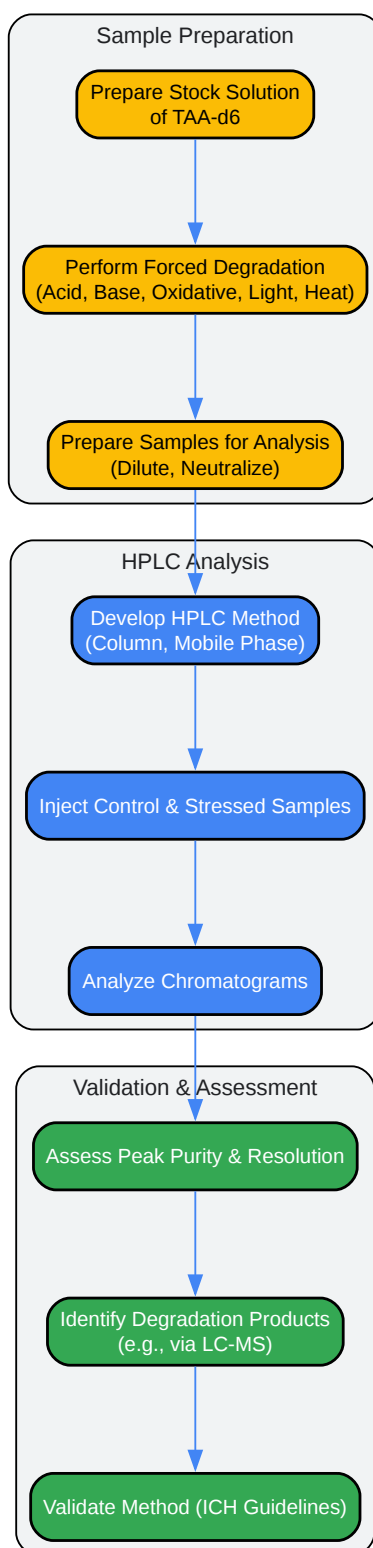 Sample Preparation
Prepare Stock Solution
of TAA-d6
Perform Forced Degradation
(Acid, Base, Oxidative, Light, Heat)
Prepare Samples for Analysis
(Dilute, Neutralize)
HPLC Analysis
Develop HPLC Method
(Column, Mobile Phase)
Inject Control & Stressed Samples
Analyze Chromatograms
Validation & Assessment
Assess Peak Purity & Resolution
Identify Degradation Products
(e.g., via LC-MS)
Validate Method (ICH Guidelines)